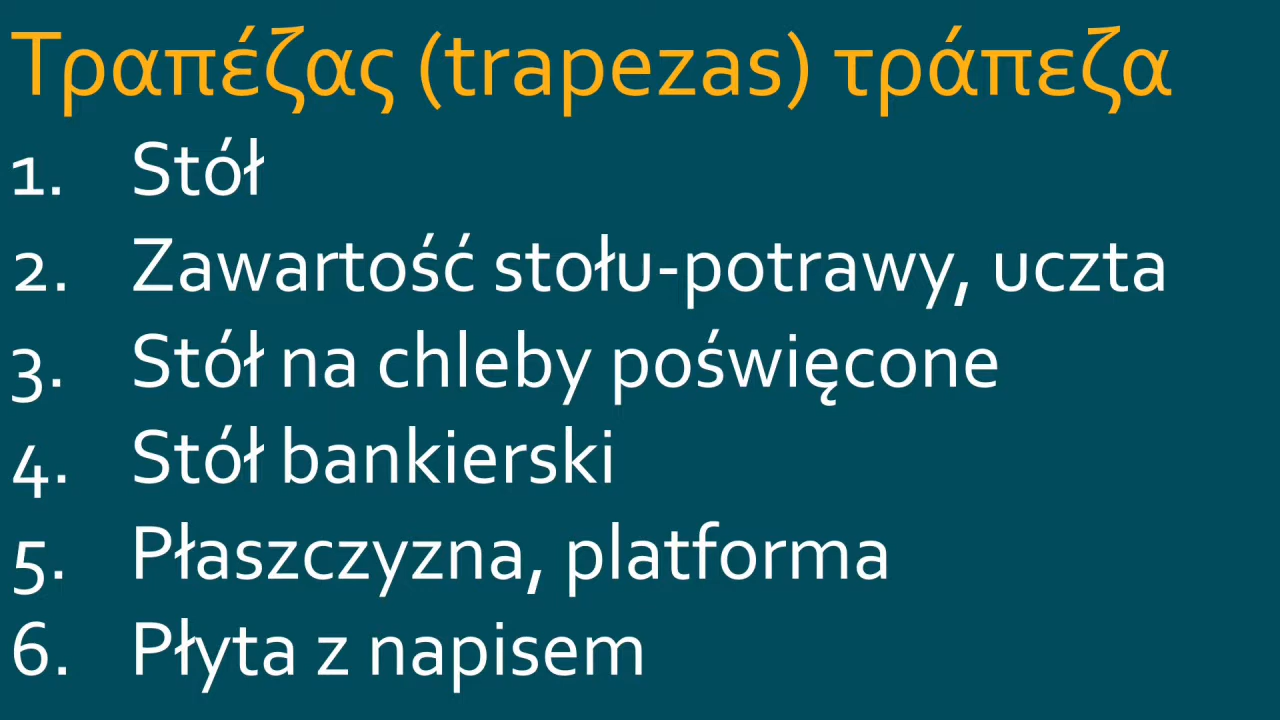 Τραπέζας (trapezas) τράπεζα
1. Stół
2. Zawartość stołu-potrawy, uczta
3. Stół na chleby poświęcone
4. Stół bankierski
5. Płaszczyzna, platforma
6. Płyta z napisem